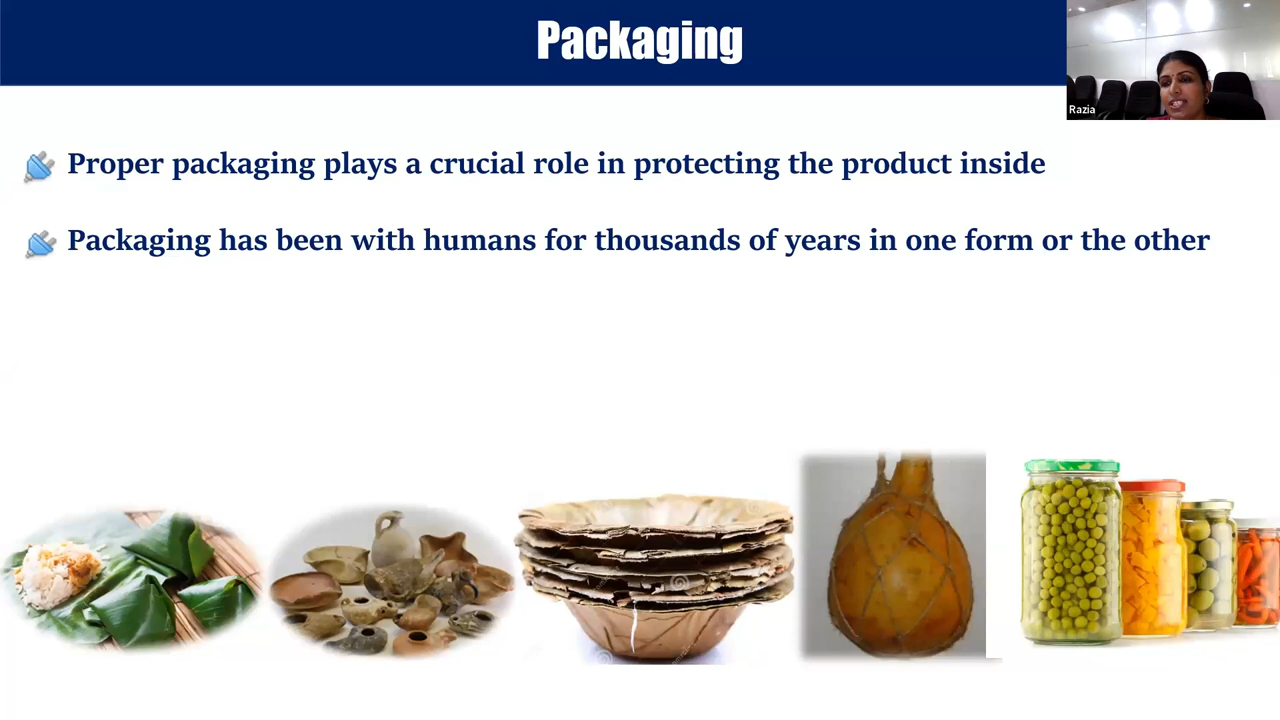 Packaging
Razia
Proper packaging plays a crucial role in protecting the product inside
Packaging has been with humans for thousands of years in one form or the other